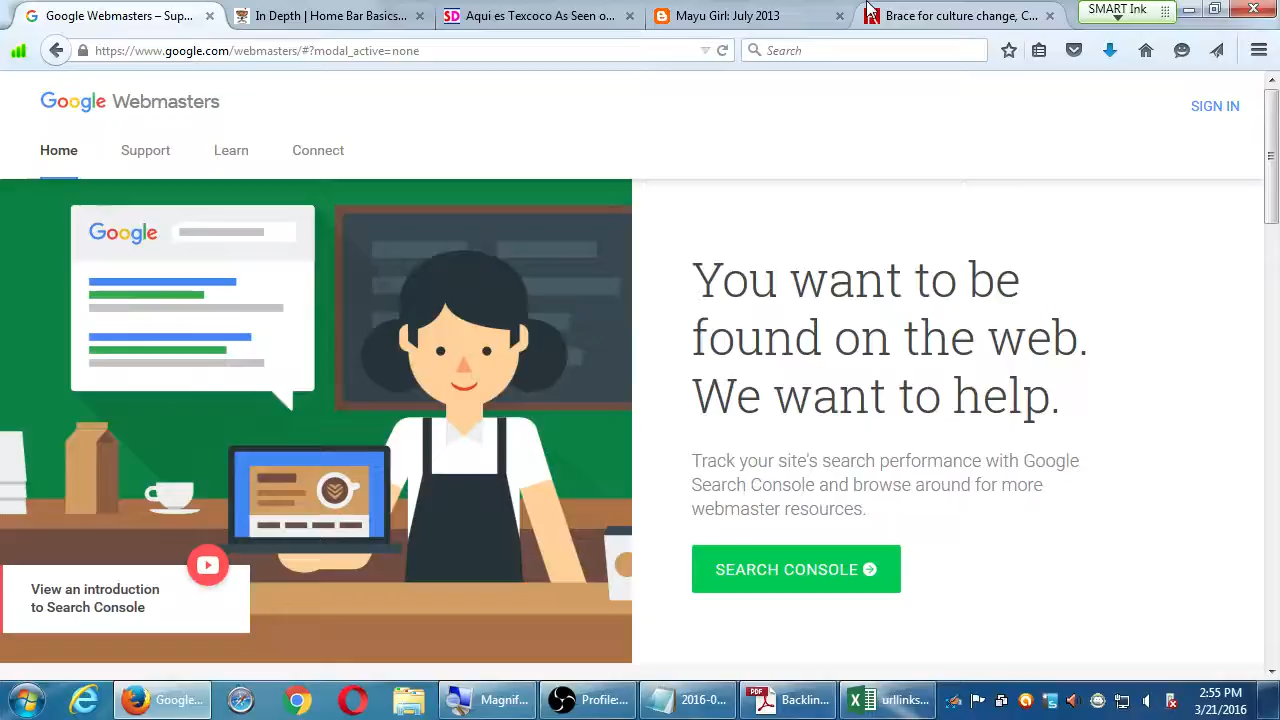 Google Webmasters – Sup...
In Depth | Home Bar Basics...
Aquí es Texcoco As Seen o...
Mayu Girl: July 2013
Brace for culture change, C...
SMART Ink
https://www.google.com/webmasters/#?modal_active=none
Search
Google Webmasters
SIGN IN
Home
Support
Learn
Connect
Google
You want to be
found on the web.
We want to help.
Track your site's search performance with Google
Search Console and browse around for more
webmaster resources.
SEARCH CONSOLE
View an introduction
to Search Console
Google...
Magnif...
Profile:...
2016-0...
PDF
Backlin...
urllinks...
2:55 PM
3/21/2016